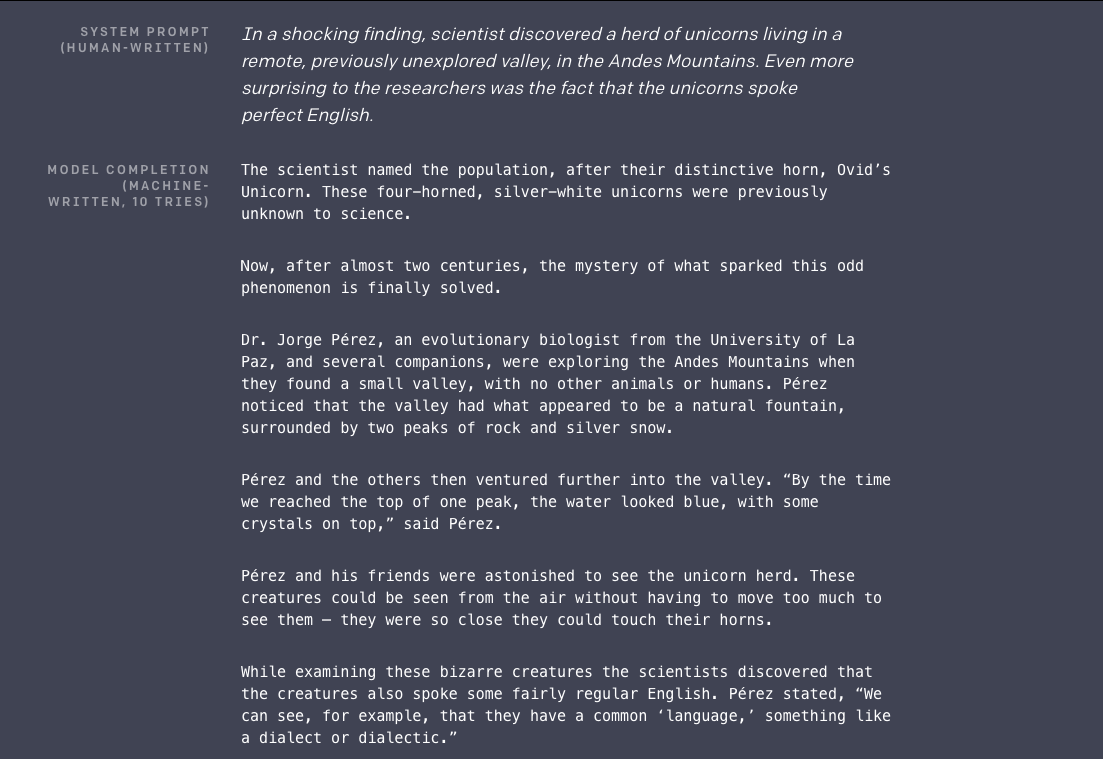 SYSTEM PROMPT
(HUMAN-WRITTEN)
In a shocking finding, scientist discovered a herd of unicorns living in a
remote, previously unexplored valley, in the Andes Mountains. Even more
surprising to the researchers was the fact that the unicorns spoke
perfect English.
MODEL COMPLETION
(MACHINE-
WRITTEN, 10 TRIES)
The scientist named the population, after their distinctive horn, Ovid’s
Unicorn. These four-horned, silver-white unicorns were previously
unknown to science.
Now, after almost two centuries, the mystery of what sparked this odd
phenomenon is finally solved.
Dr. Jorge Pérez, an evolutionary biologist from the University of La
Paz, and several companions, were exploring the Andes Mountains when
they found a small valley, with no other animals or humans. Pérez
noticed that the valley had what appeared to be a natural fountain,
surrounded by two peaks of rock and silver snow.
Pérez and the others then ventured further into the valley. “By the time
we reached the top of one peak, the water looked blue, with some
crystals on top,” said Pérez.
Pérez and his friends were astonished to see the unicorn herd. These
creatures could be seen from the air without having to move too much to
see them – they were so close they could touch their horns.
While examining these bizarre creatures the scientists discovered that
the creatures also spoke some fairly regular English. Pérez stated, “We
can see, for example, that they have a common ‘language,’ something like
a dialect or dialectic.”